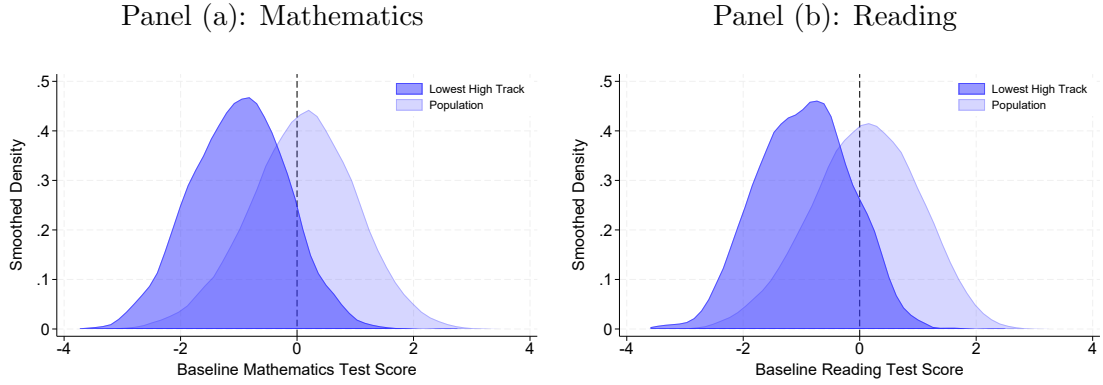 Panel (a): Mathematics
.5
.4
.3
.2
.1
0
Smoothed Density
Lowest High Track
Population
-4
-2
0
2
4
Baseline Mathematics Test Score
Panel (b): Reading
.5
.4
.3
.2
.1
0
Smoothed Density
Lowest High Track
Population
-4
-2
0
2
4
Baseline Reading Test Score